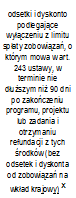 odsetki i dyskonto
podlegające
wyłączeniu z limitu
spłaty zobowiązań, o
którym mowa w art.
243 ustawy, w
terminie nie
dłuższym niż 90 dni
po zakończeniu
programu, projektu
lub zadania i
otrzymaniu
refundacji z tych
środków (bez
odsetek i dyskonta
od zobowiązań na
wkład krajowy) x